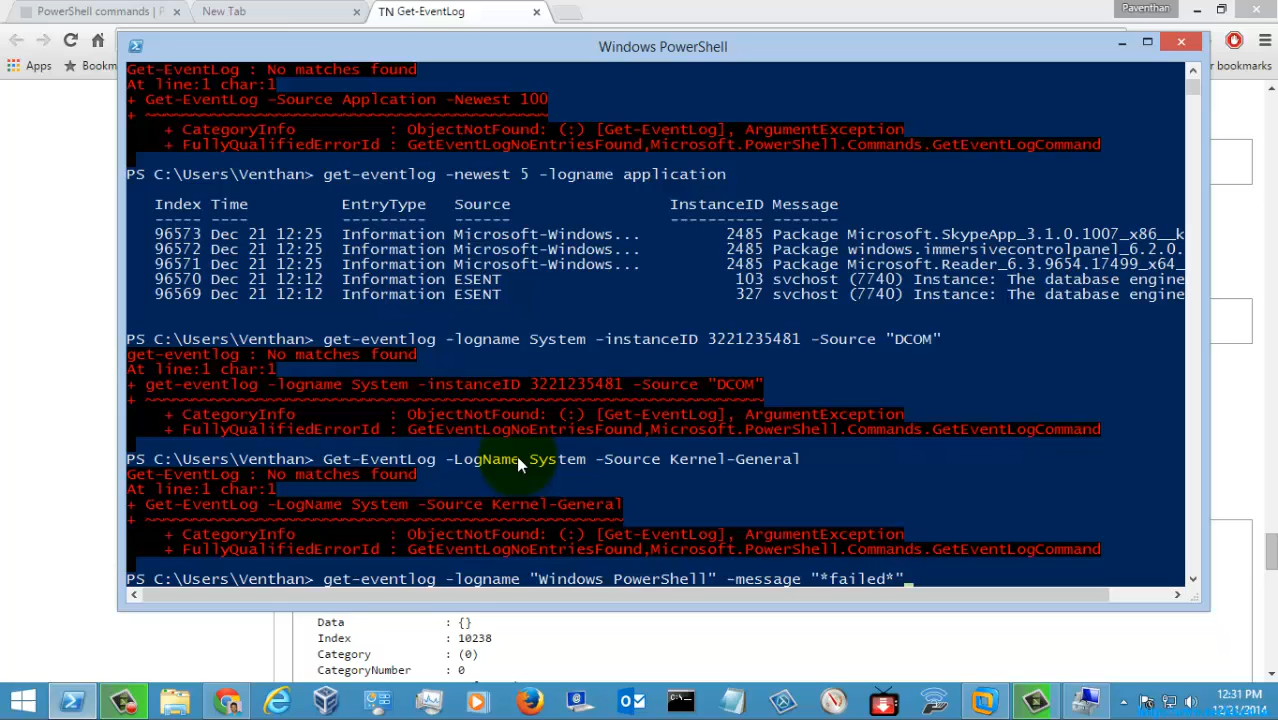 PowerShell commands | P
New Tab
TN Get-EventLog
Paventhan
Apps
Bookm
r bookmarks
Windows PowerShell
Get-EventLog : No matches found
At line:1 char:1
+ Get-EventLog -Source Applcation -Newest 100
+ ~~~~~~~~~~~~~~~~~~~~~~~~~~~~~~~~~~~~~~~~~~~
+ CategoryInfo : ObjectNotFound: (:) [Get-EventLog], ArgumentException
+ FullyQualifiedErrorId : GetEventLogNoEntriesFound,Microsoft.PowerShell.Commands.GetEventLogCommand
PS C:\Users\Venthan> get-eventlog -newest 5 -logname application
Index Time EntryType Source InstanceID Message
----- ---- --------- ------ ---------- -------
96573 Dec 21 12:25 Information Microsoft-Windows... 2485 Package Microsoft.SkypeApp_3.1.0.1007_x86__k
96572 Dec 21 12:25 Information Microsoft-Windows... 2485 Package windows.immersivecontrolpanel_6.2.0.
96571 Dec 21 12:25 Information Microsoft-Windows... 2485 Package Microsoft.Reader_6.3.9654.17499_x64_
96570 Dec 21 12:12 Information ESENT 103 svchost (7740) Instance: The database engine
96569 Dec 21 12:12 Information ESENT 327 svchost (7740) Instance: The database engine
PS C:\Users\Venthan> get-eventlog -logname System -instanceID 3221235481 -Source "DCOM"
get-eventlog : No matches found
At line:1 char:1
+ get-eventlog -logname System -instanceID 3221235481 -Source "DCOM"
+ ~~~~~~~~~~~~~~~~~~~~~~~~~~~~~~~~~~~~~~~~~~~~~~~~~~~~~~~~~~~~~~~~~~
+ CategoryInfo : ObjectNotFound: (:) [Get-EventLog], ArgumentException
+ FullyQualifiedErrorId : GetEventLogNoEntriesFound,Microsoft.PowerShell.Commands.GetEventLogCommand
PS C:\Users\Venthan> Get-EventLog -LogName System -Source Kernel-General
Get-EventLog : No matches found
At line:1 char:1
+ Get-EventLog -LogName System -Source Kernel-General
+ ~~~~~~~~~~~~~~~~~~~~~~~~~~~~~~~~~~~~~~~~~~~~~~~~~~~
+ CategoryInfo : ObjectNotFound: (:) [Get-EventLog], ArgumentException
+ FullyQualifiedErrorId : GetEventLogNoEntriesFound,Microsoft.PowerShell.Commands.GetEventLogCommand
PS C:\Users\Venthan> get-eventlog -logname "Windows PowerShell" -message "*failed*"
Data : {}
Index : 10238
Category : (0)
CategoryNumber : 0
12:31 PM
12/21/2014